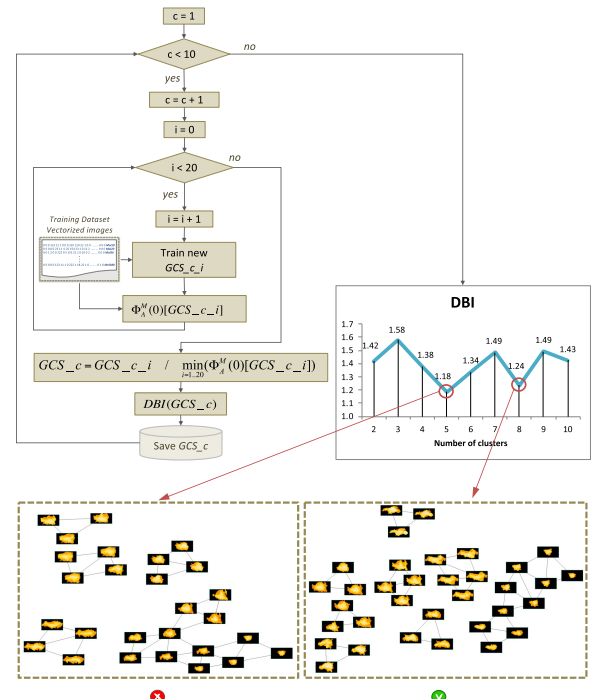 c = 1
c < 10
no
yes
c = c + 1
i = 0
i < 20
no
yes
i = i + 1
Training Dataset
Vectorized images
Train new
GCS_c_i
Φ_A^M(0)[GCS_c_i]
GCS_c = GCS_c_i / min_{i=1..20}(Φ_A^M(0)[GCS_c_i])
DBI(GCS_c)
Save GCS_c
DBI
1.7
1.6
1.5
1.4
1.3
1.2
1.1
1.0
1.42
1.58
1.38
1.18
1.34
1.49
1.24
1.49
1.43
2 3 4 5 6 7 8 9 10
Number of clusters